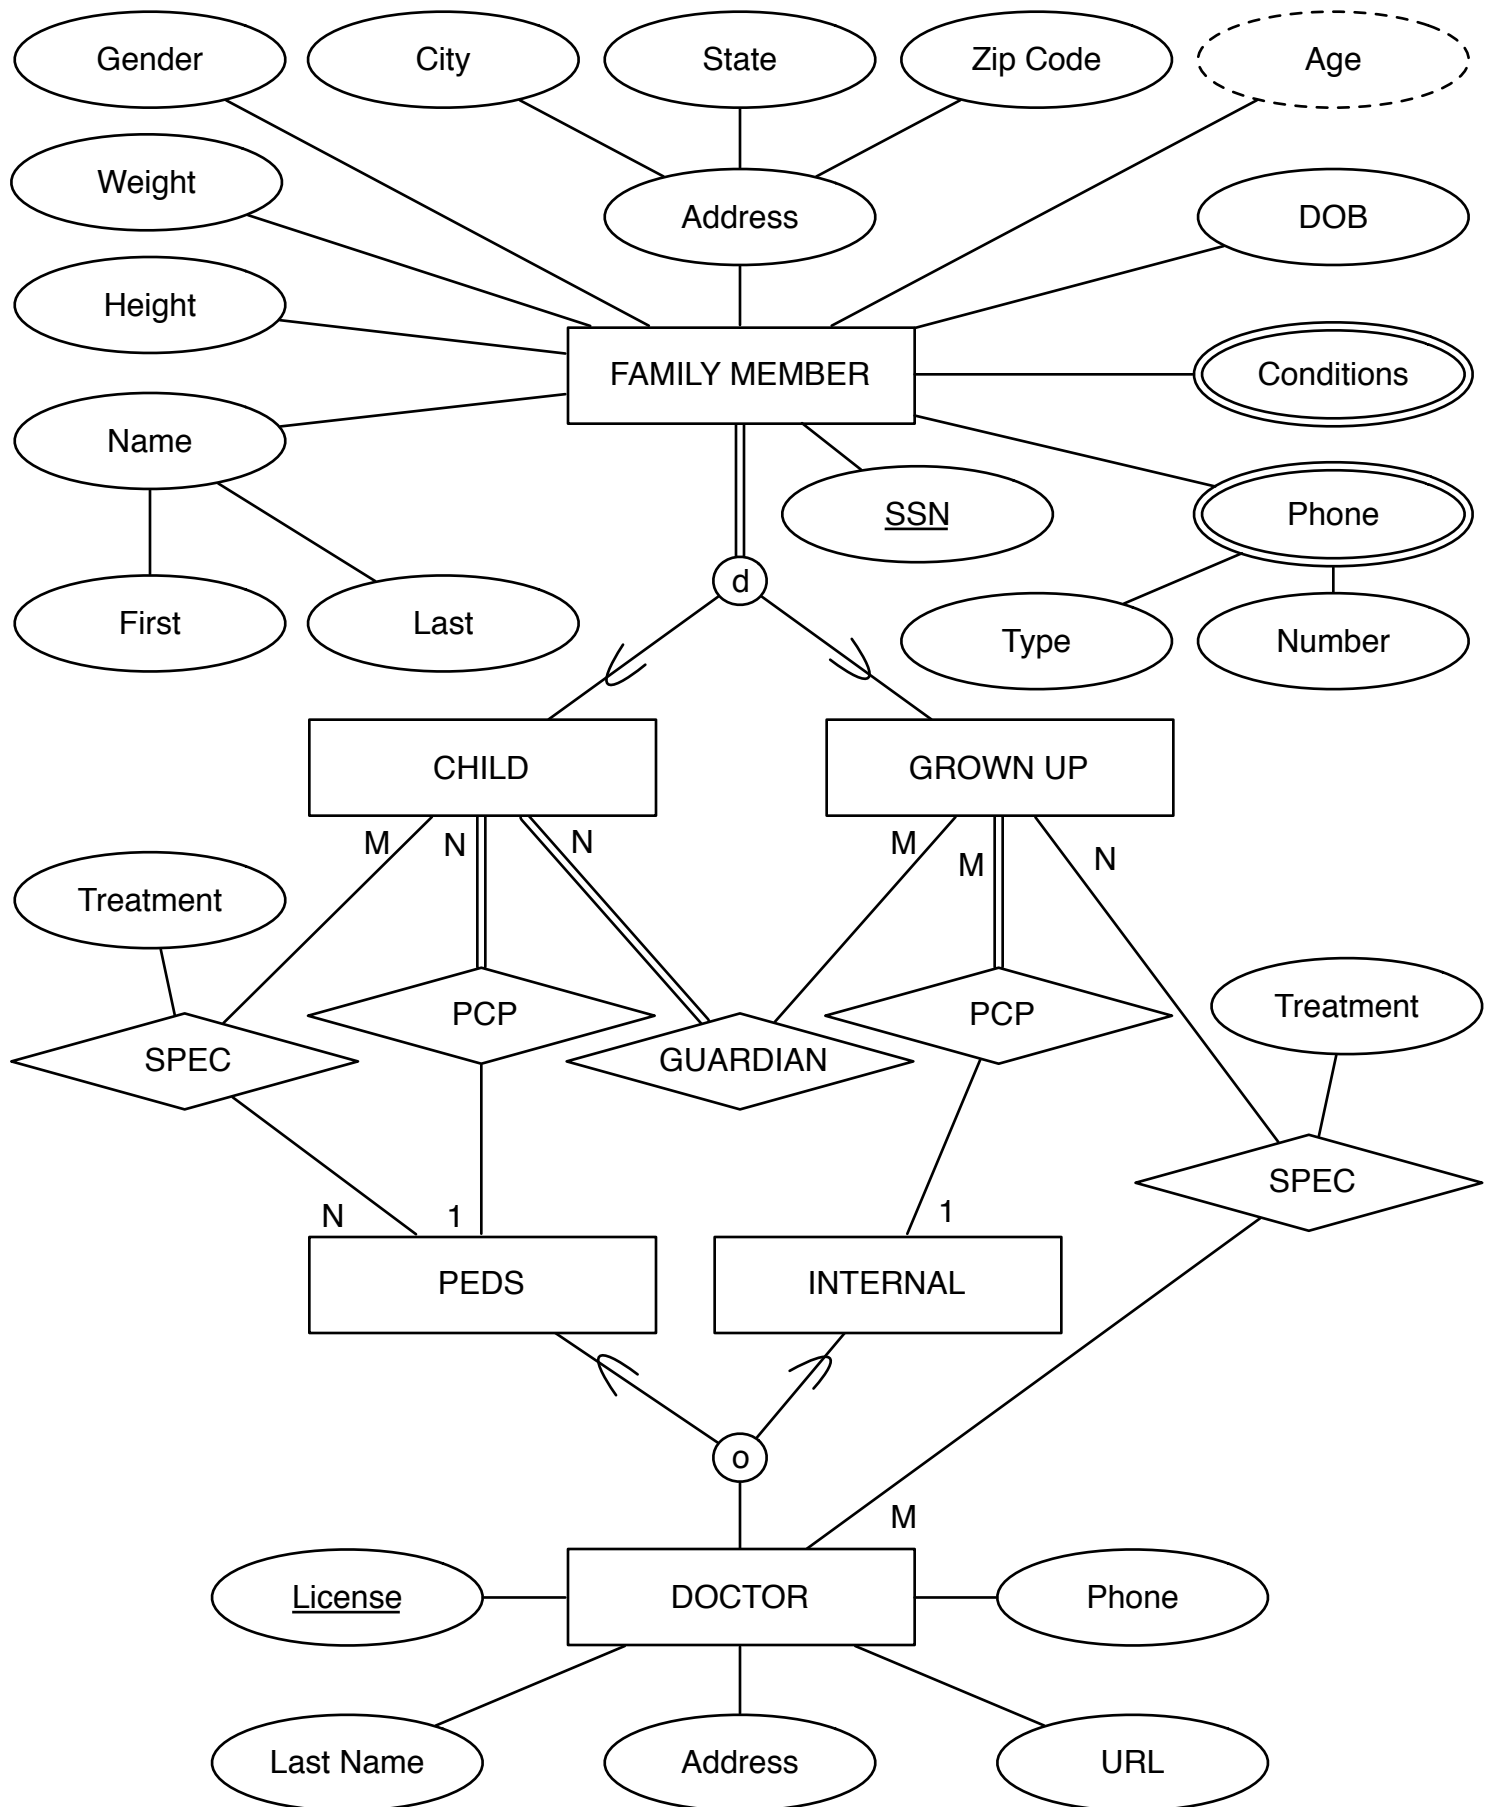 Gender
City
State
Zip Code
Age
Weight
Address
DOB
Height
FAMILY MEMBER
Conditions
Name
SSN
Phone
d
First
Last
Type
Number
CHILD
GROWN UP
M
N
N
M
M
N
Treatment
PCP
PCP
Treatment
SPEC
GUARDIAN
SPEC
N
1
1
PEDS
INTERNAL
o
M
License
DOCTOR
Phone
Last Name
Address
URL